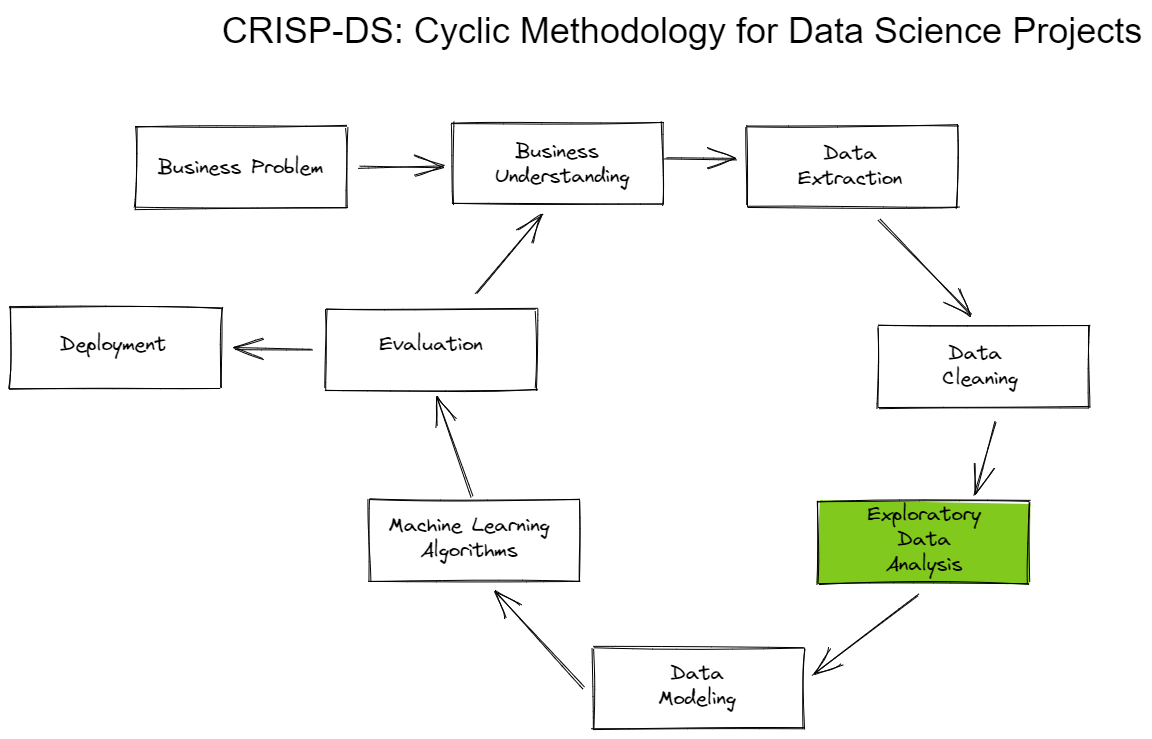 CRISP-DS: Cyclic Methodology for Data Science Projects
Business Problem
Business
Understanding
Data
Extraction
Deployment
Evaluation
Data
Cleaning
Machine Learning
Algorithms
Exploratory
Data
Analysis
Data
Modeling